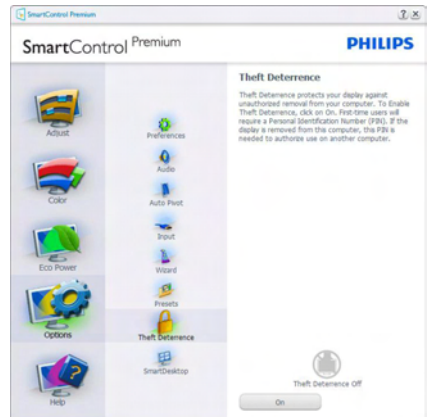 SmartControl Premium
? ×
SmartControl Premium
PHILIPS
Adjust
Color
Eco Power
Options
Help
Preferences
Audio
Auto Pivot
Input
Wizard
Presets
Theft Deterrence
SmartDesktop
Theft Deterrence
Theft Deterrence protects your display against
unauthorized removal from your computer. To Enable
Theft Deterrence, click on On. First-time users will
require a Personal Identification Number (PIN). If the
display is removed from this computer, this PIN is
needed to authorize use on another computer.
Theft Deterrence Off
On